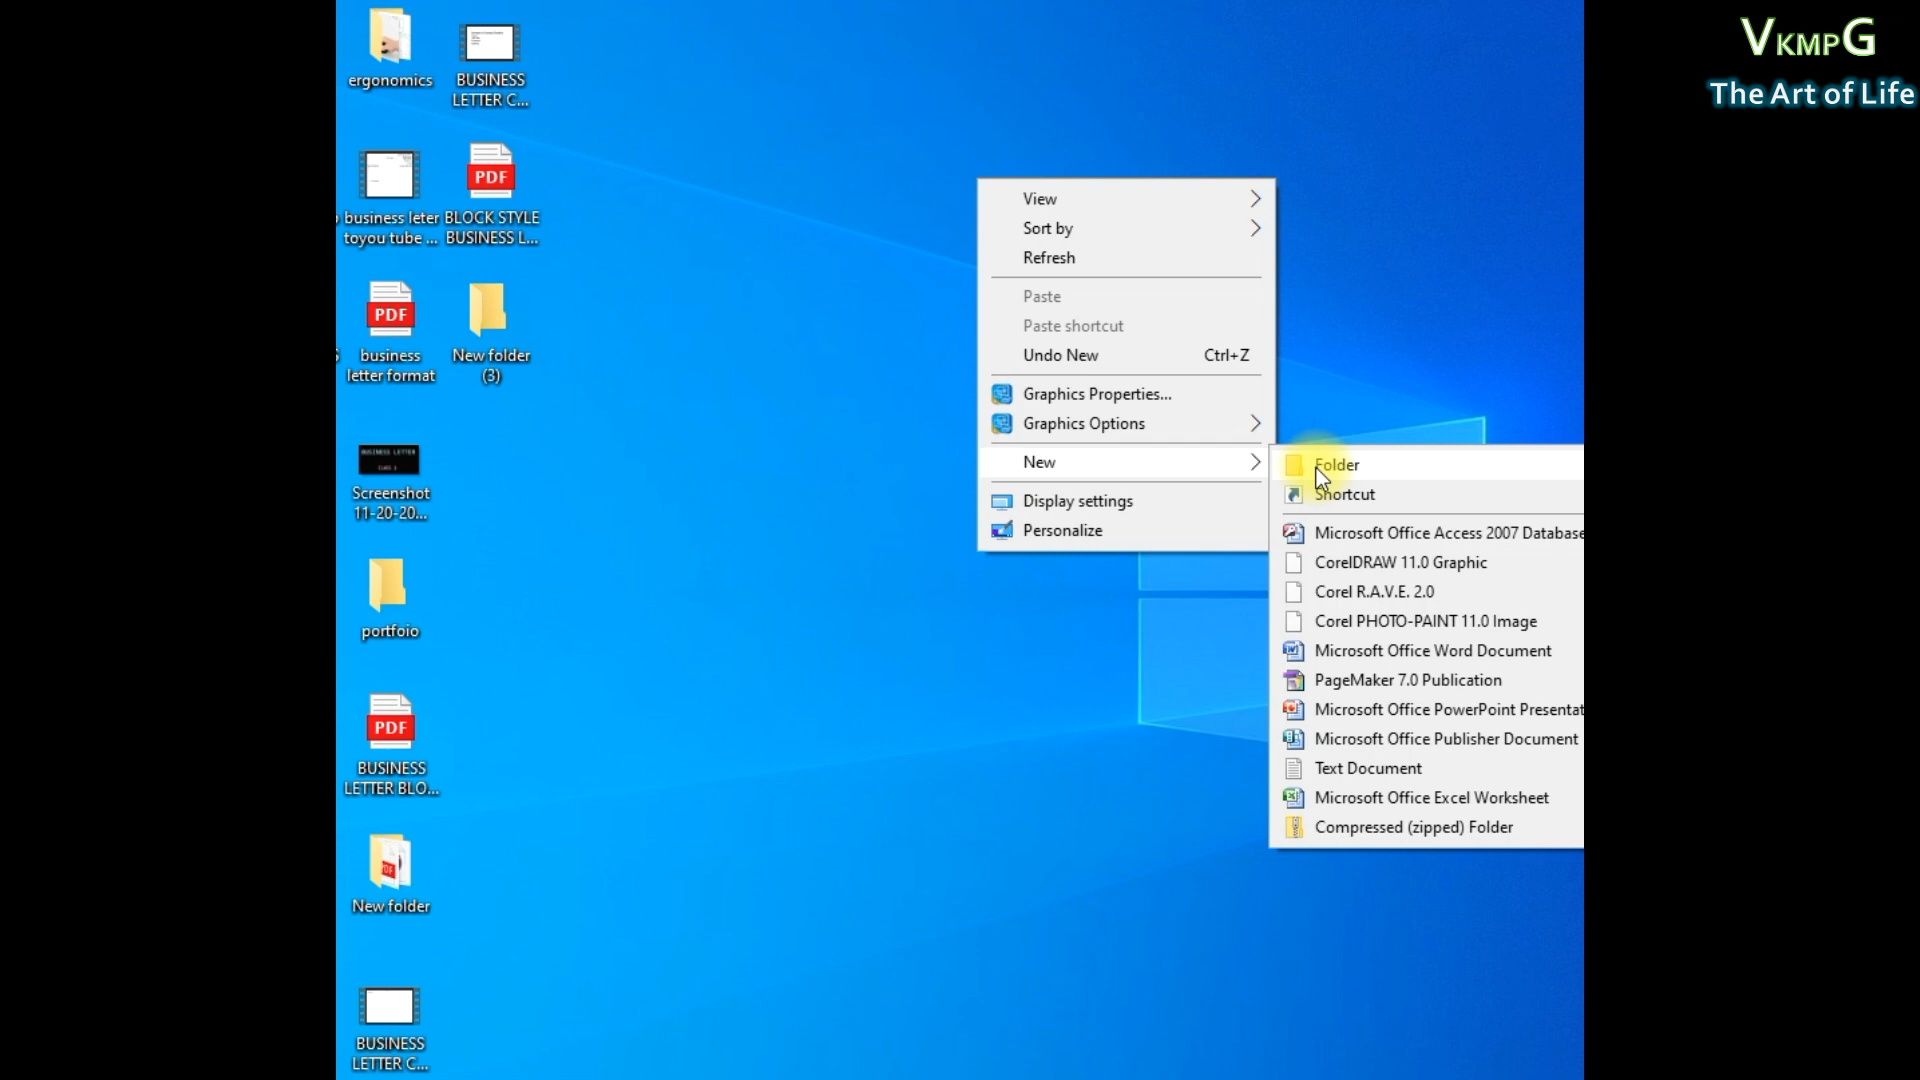 VKMPG
The Art of Life
ergonomics
BUSINESS
LETTER C...
business leter
toyou tube ...
PDF
BLOCK STYLE
BUSINESS L...
PDF
business
letter format
New folder
(3)
BUSINESS LETTER
CLASS 1
Screenshot
11-20-20...
portfoio
PDF
BUSINESS
LETTER BLO...
PDF
New folder
BUSINESS
LETTER C...
View
Sort by
Refresh
Paste
Paste shortcut
Undo New Ctrl+Z
Graphics Properties...
Graphics Options
New
Display settings
Personalize
Folder
Shortcut
Microsoft Office Access 2007 Database
CorelDRAW 11.0 Graphic
Corel R.A.V.E. 2.0
Corel PHOTO-PAINT 11.0 Image
Microsoft Office Word Document
PageMaker 7.0 Publication
Microsoft Office PowerPoint Presentat
Microsoft Office Publisher Document
Text Document
Microsoft Office Excel Worksheet
Compressed (zipped) Folder